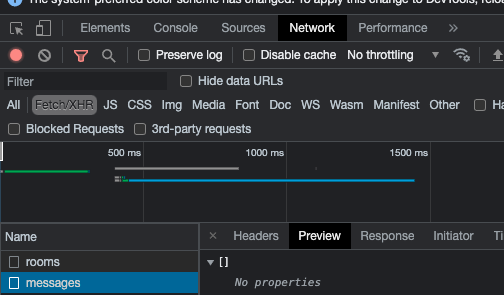 The system-preferred color scheme has changed. To apply this change to DevTools, reloa
Elements Console Sources Network Performance
Preserve log Disable cache No throttling
Filter Hide data URLs
All Fetch/XHR JS CSS Img Media Font Doc WS Wasm Manifest Other Ha
Blocked Requests 3rd-party requests
500 ms 1000 ms 1500 ms
Name Headers Preview Response Initiator Ti
rooms []
messages No properties